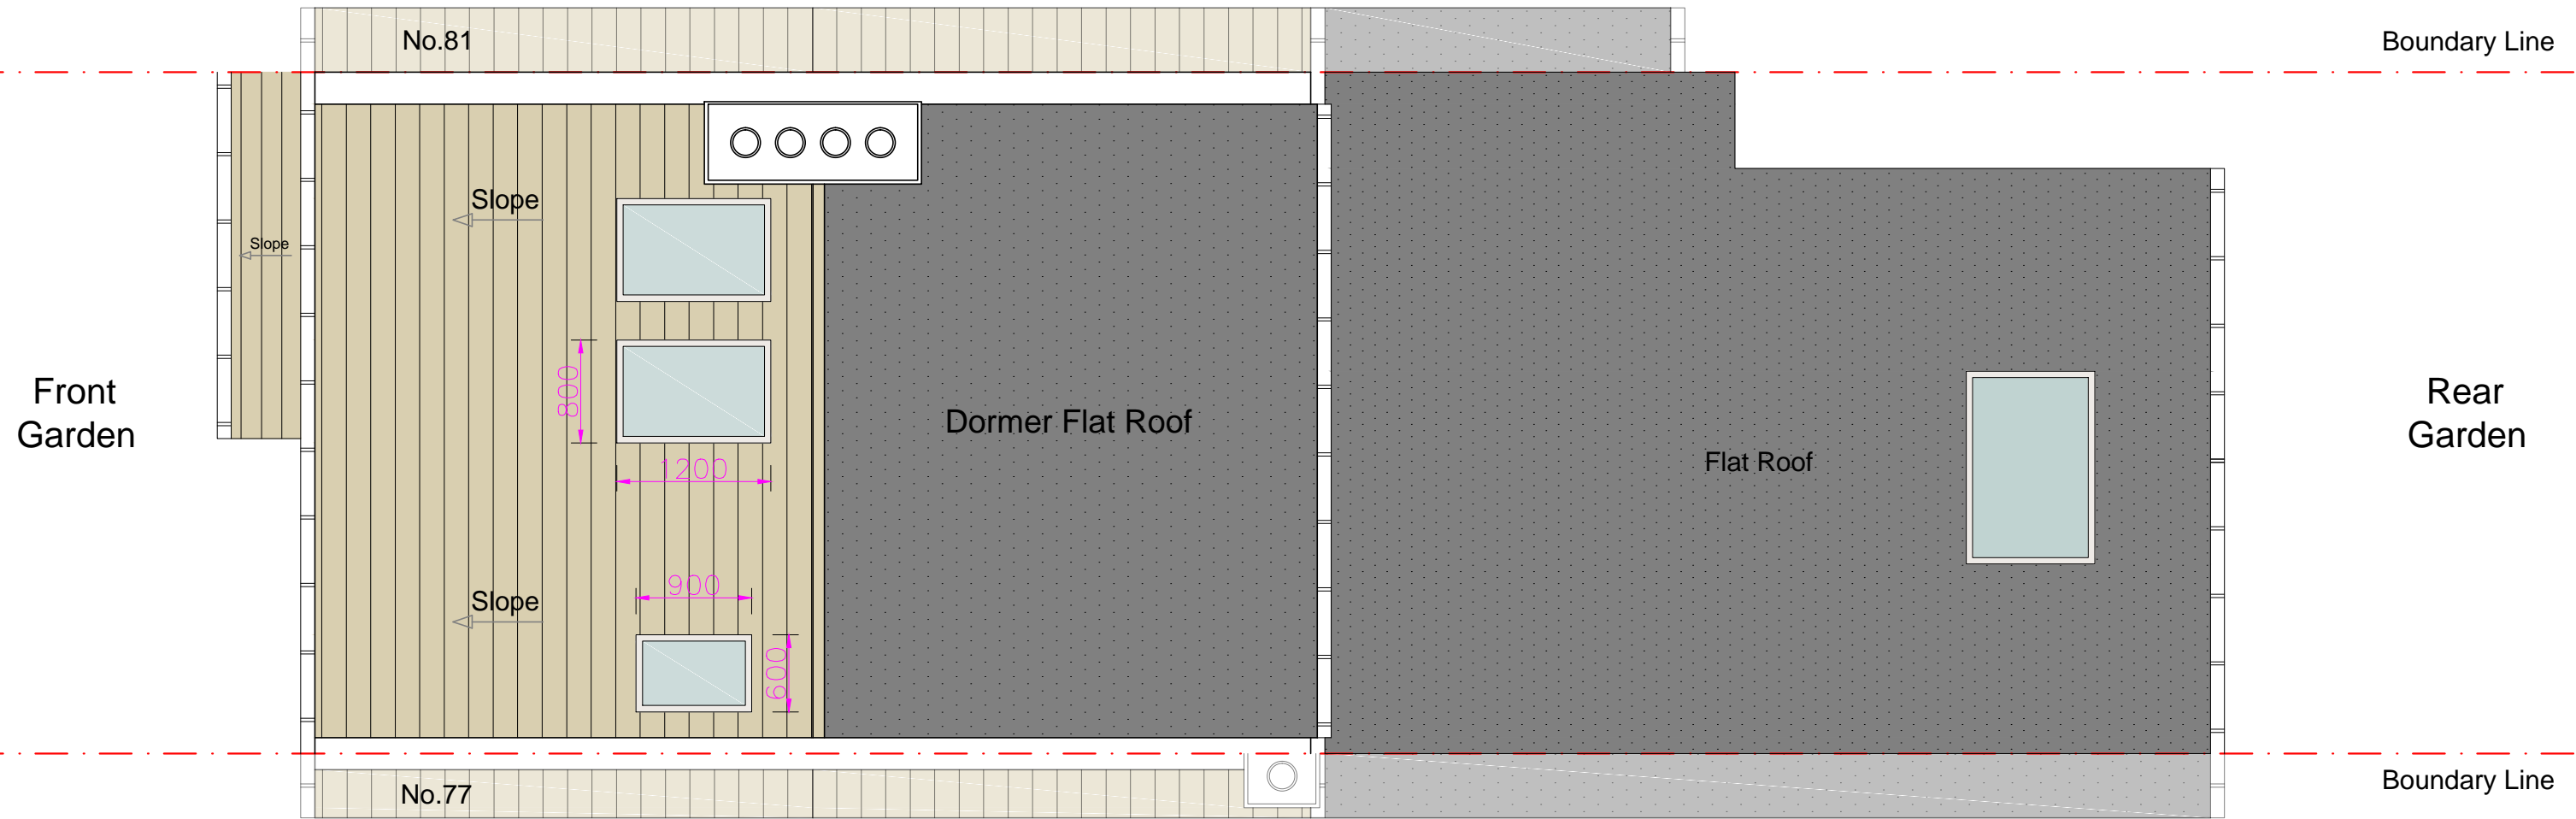 No.81
Boundary Line
Slope
Slope
Front
Garden
800
Dormer Flat Roof
Rear
Garden
1200
Flat Roof
900
Slope
600
No.77
Boundary Line